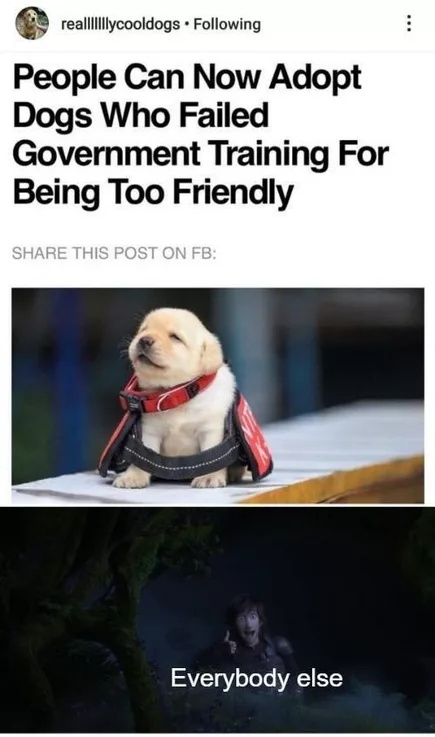 realllllllycooldogs • Following
People Can Now Adopt
Dogs Who Failed
Government Training For
Being Too Friendly
SHARE THIS POST ON FB:
Everybody else